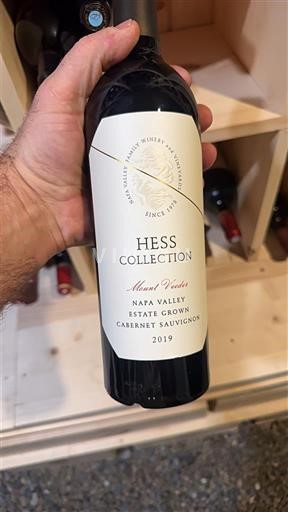 NAPA VALLEY FAMILY WINERY and VINEYARDS
SINCE 1978
HESS
COLLECTION
Mount Veeder
NAPA VALLEY
ESTATE GROWN
CABERNET SAUVIGNON
2019